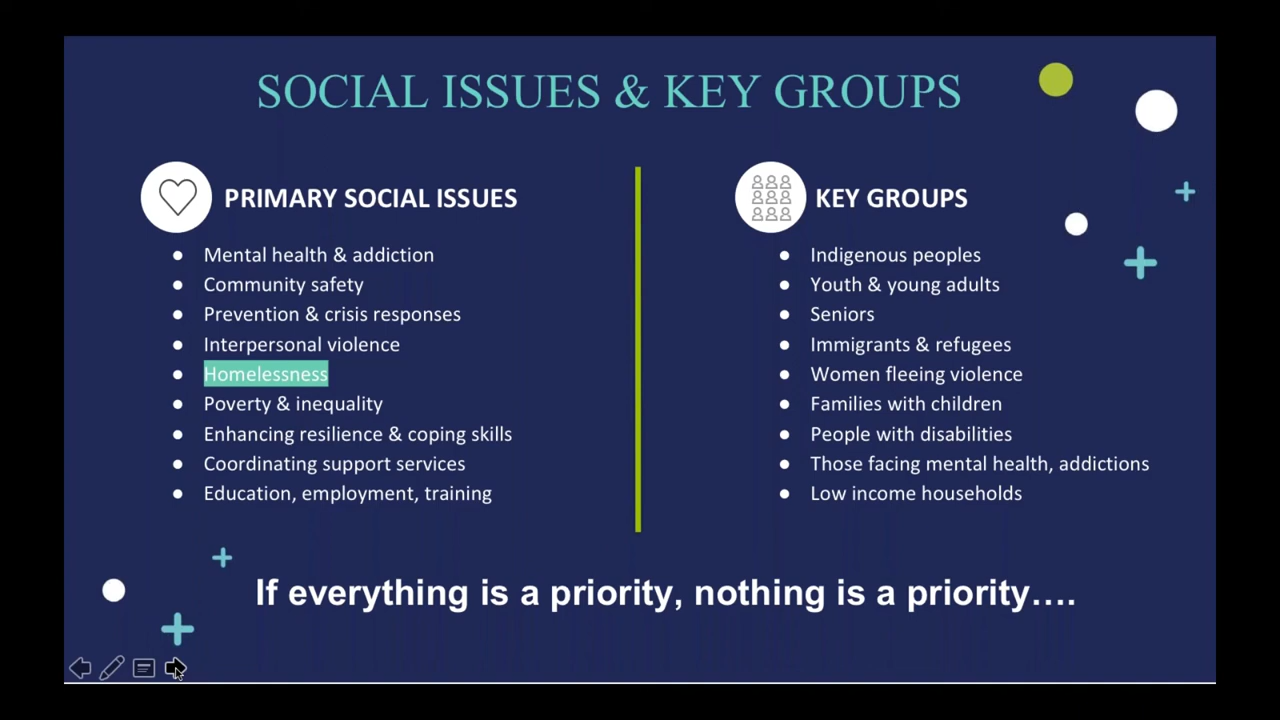 SOCIAL ISSUES & KEY GROUPS
PRIMARY SOCIAL ISSUES
● Mental health & addiction
● Community safety
● Prevention & crisis responses
● Interpersonal violence
● Homelessness
● Poverty & inequality
● Enhancing resilience & coping skills
● Coordinating support services
● Education, employment, training
KEY GROUPS
● Indigenous peoples
● Youth & young adults
● Seniors
● Immigrants & refugees
● Women fleeing violence
● Families with children
● People with disabilities
● Those facing mental health, addictions
● Low income households
If everything is a priority, nothing is a priority....